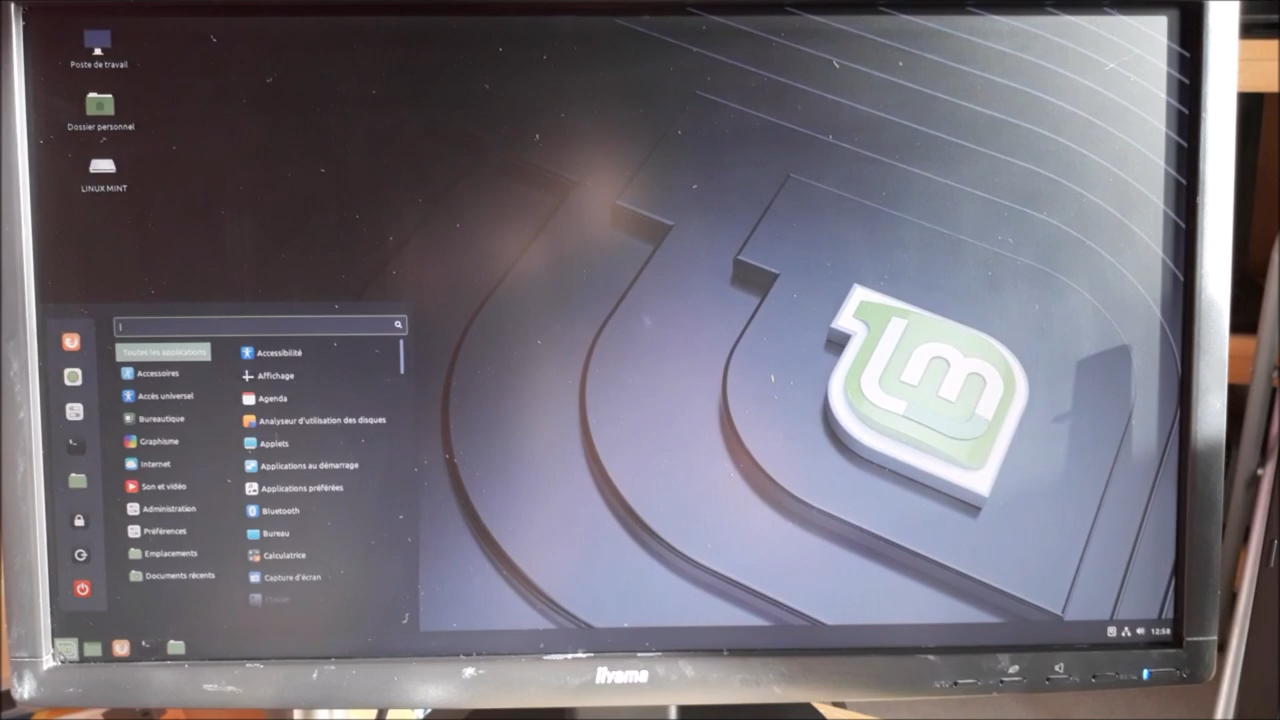 Poste de travail
Dossier personnel
LINUX MINT
Toutes les applications
Accessoires
Accès universel
Bureautique
Graphisme
Internet
Son et vidéo
Administration
Préférences
Emplacements
Documents récents
Accessibilité
Affichage
Agenda
Analyseur d'utilisation des disques
Applets
Applications au démarrage
Applications préférées
Bluetooth
Bureau
Calculatrice
Capture d'écran
lm
12:58
iiyama